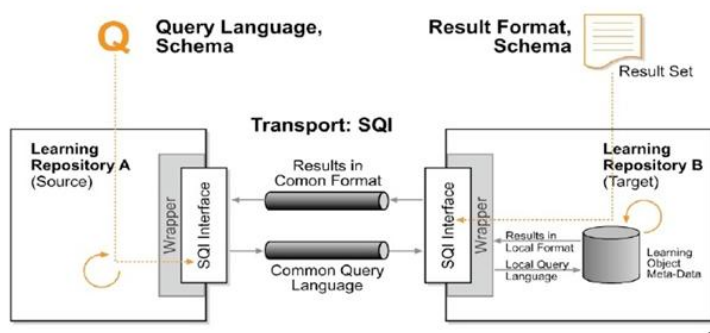 Q
Query Language,
Schema
Result Format,
Schema
Result Set
Transport: SQI
Learning
Repository A
(Source)
Wrapper
SQI Interface
Results in
Comon Format
Common Query
Language
SQI Interface
Wrapper
Learning
Repository B
(Target)
Results in
Local Format
Local Query
Language
Learning
Object
Meta-Data